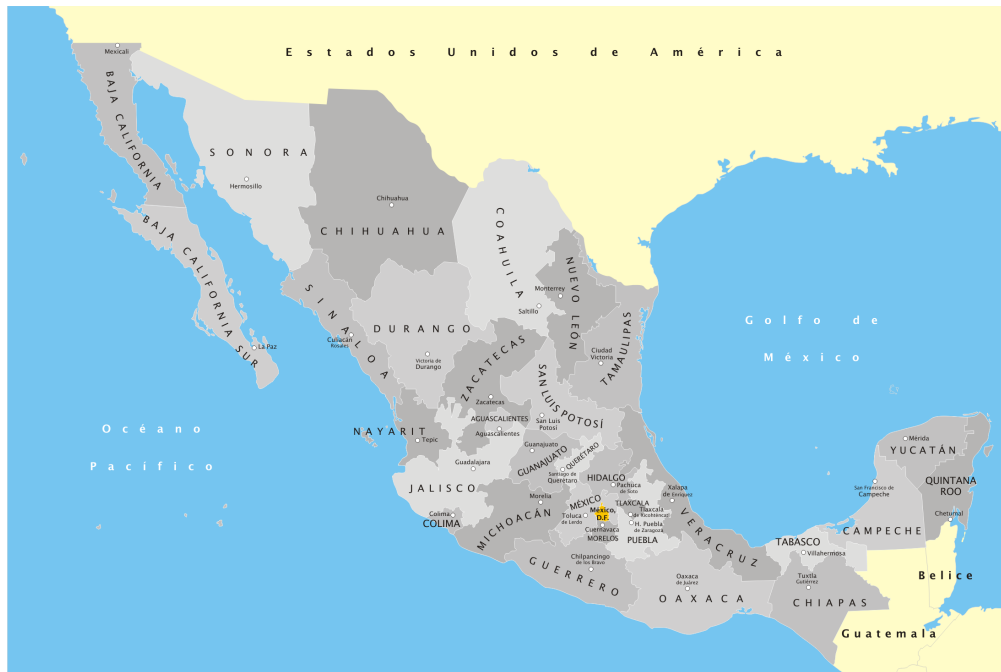 Estados Unidos de América
Mexicali
BAJA CALIFORNIA
SONORA
Hermosillo
Chihuahua
CHIHUAHUA
COAHUILA
BAJA CALIFORNIA SUR
La Paz
NUEVO LEÓN
Monterrey
Saltillo
SINALOA
Culiacán
Rosales
DURANGO
Victoria de
Durango
TAMAULIPAS
Ciudad
Victoria
Golfo de
México
ZACATECAS
Zacatecas
SAN LUIS POTOSÍ
San Luis
Potosí
AGUASCALIENTES
Aguascalientes
NAYARIT
Tepic
Océano
Pacífico
Guanajuato
GUANAJUATO
QUERÉTARO
Santiago de
Querétaro
Guadalajara
JALISCO
HIDALGO
Pachuca
de Soto
Mérida
YUCATÁN
QUINTANA
ROO
San Francisco de
Campeche
Chetumal
CAMPECHE
Colima
COLIMA
Morelia
MICHOACÁN
MÉXICO
Toluca
de Lerdo
México,
D.F.
TLAXCALA
Tlaxcala
de Xicohténcatl
Xalapa
de Enríquez
VERACRUZ
Cuernavaca
MORELOS
H. Puebla
de Zaragoza
PUEBLA
Chilpancingo
de los Bravo
GUERRERO
Oaxaca
de Juárez
OAXACA
TABASCO
Villahermosa
Tuxtla
Gutiérrez
CHIAPAS
Belice
Guatemala